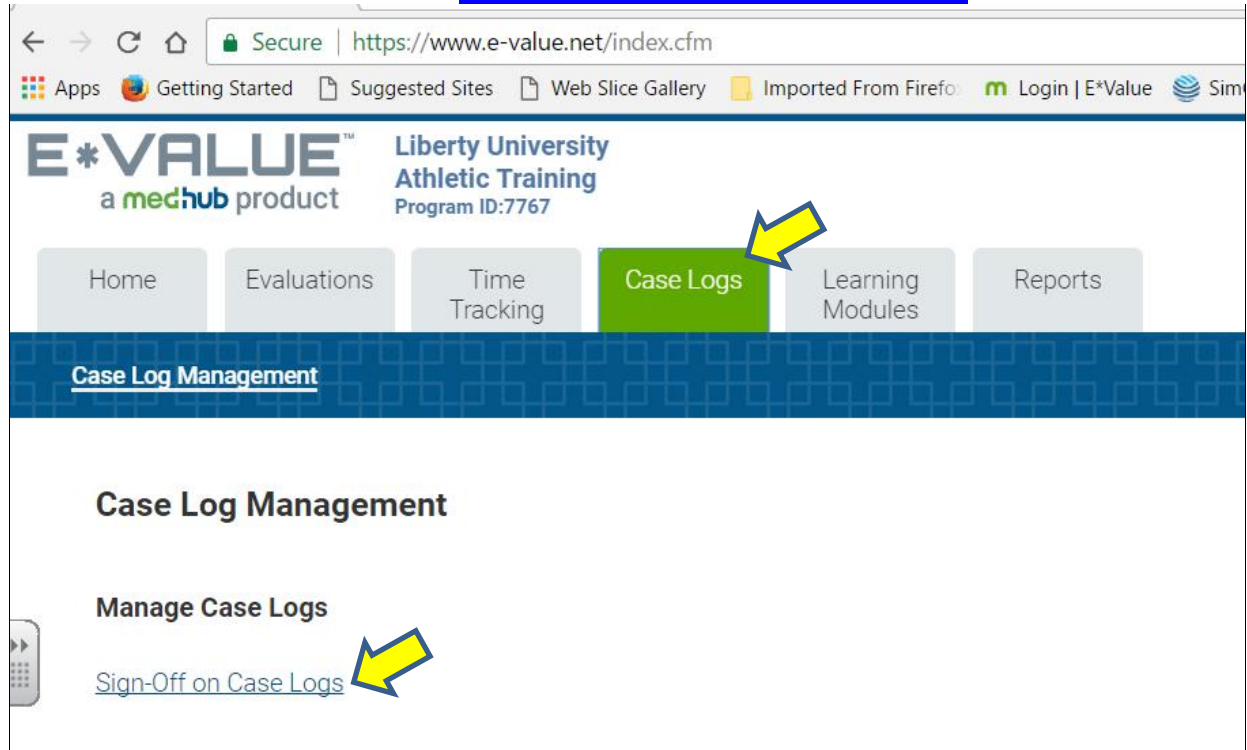 Secure | https://www.e-value.net/index.cfm
Apps Getting Started Suggested Sites Web Slice Gallery Imported From Firefo m Login | E*Value Sim
E*VALUE™ Liberty University
a medhub product Athletic Training
Program ID:7767
Home Evaluations Time Tracking Case Logs Learning Modules Reports
Case Log Management
Case Log Management
Manage Case Logs
Sign-Off on Case Logs